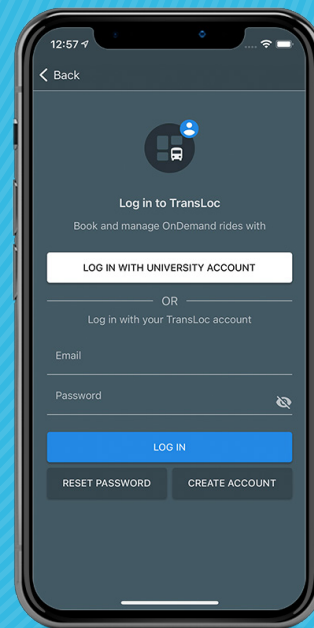 12:57
Back
Log in to TransLoc
Book and manage OnDemand rides with
LOG IN WITH UNIVERSITY ACCOUNT
OR
Log in with your TransLoc account
Email
Password
LOG IN
RESET PASSWORD CREATE ACCOUNT